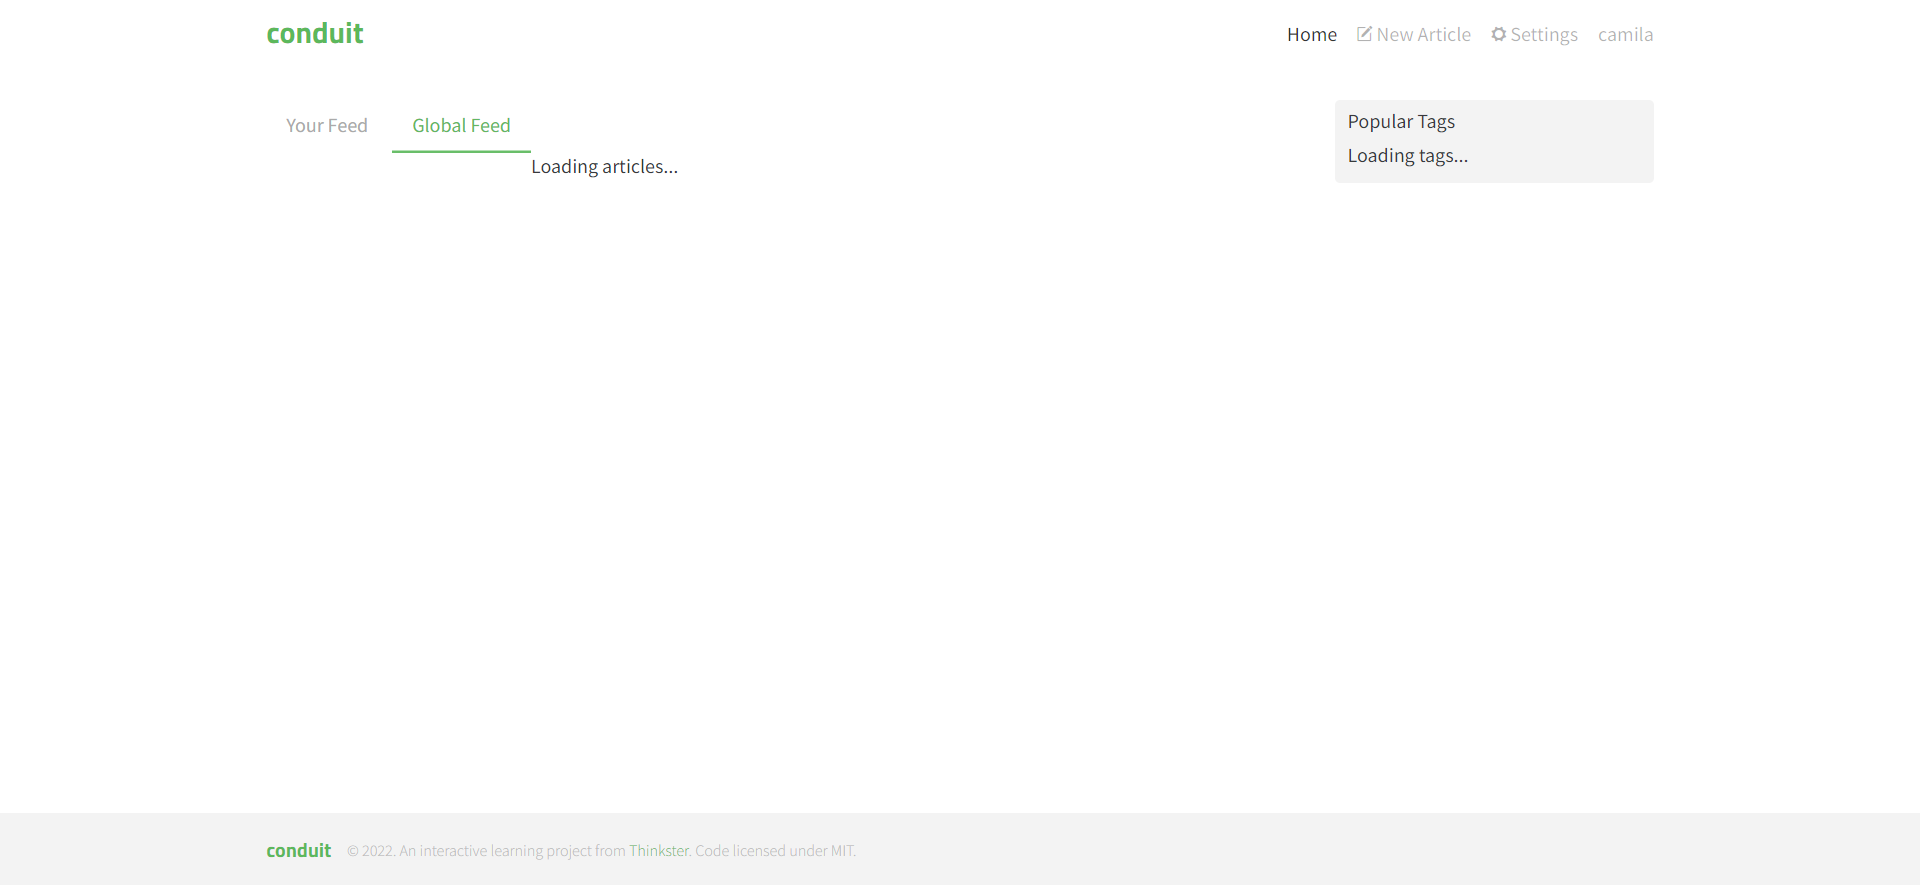 conduit
Home New Article Settings camila
Your Feed Global Feed
Loading articles...
Popular Tags
Loading tags...
conduit © 2022. An interactive learning project from Thinkster. Code licensed under MIT.